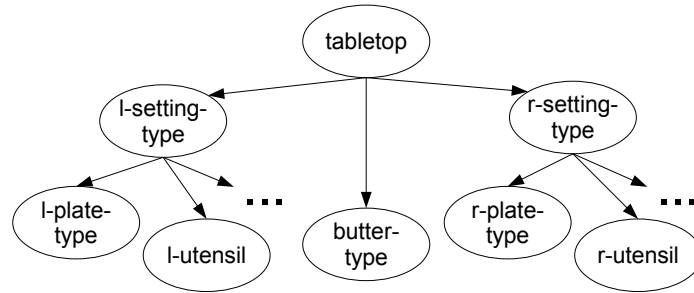 tabletop
l-setting-
type
r-setting-
type
l-plate-
type
l-utensil
butter-
type
r-plate-
type
r-utensil